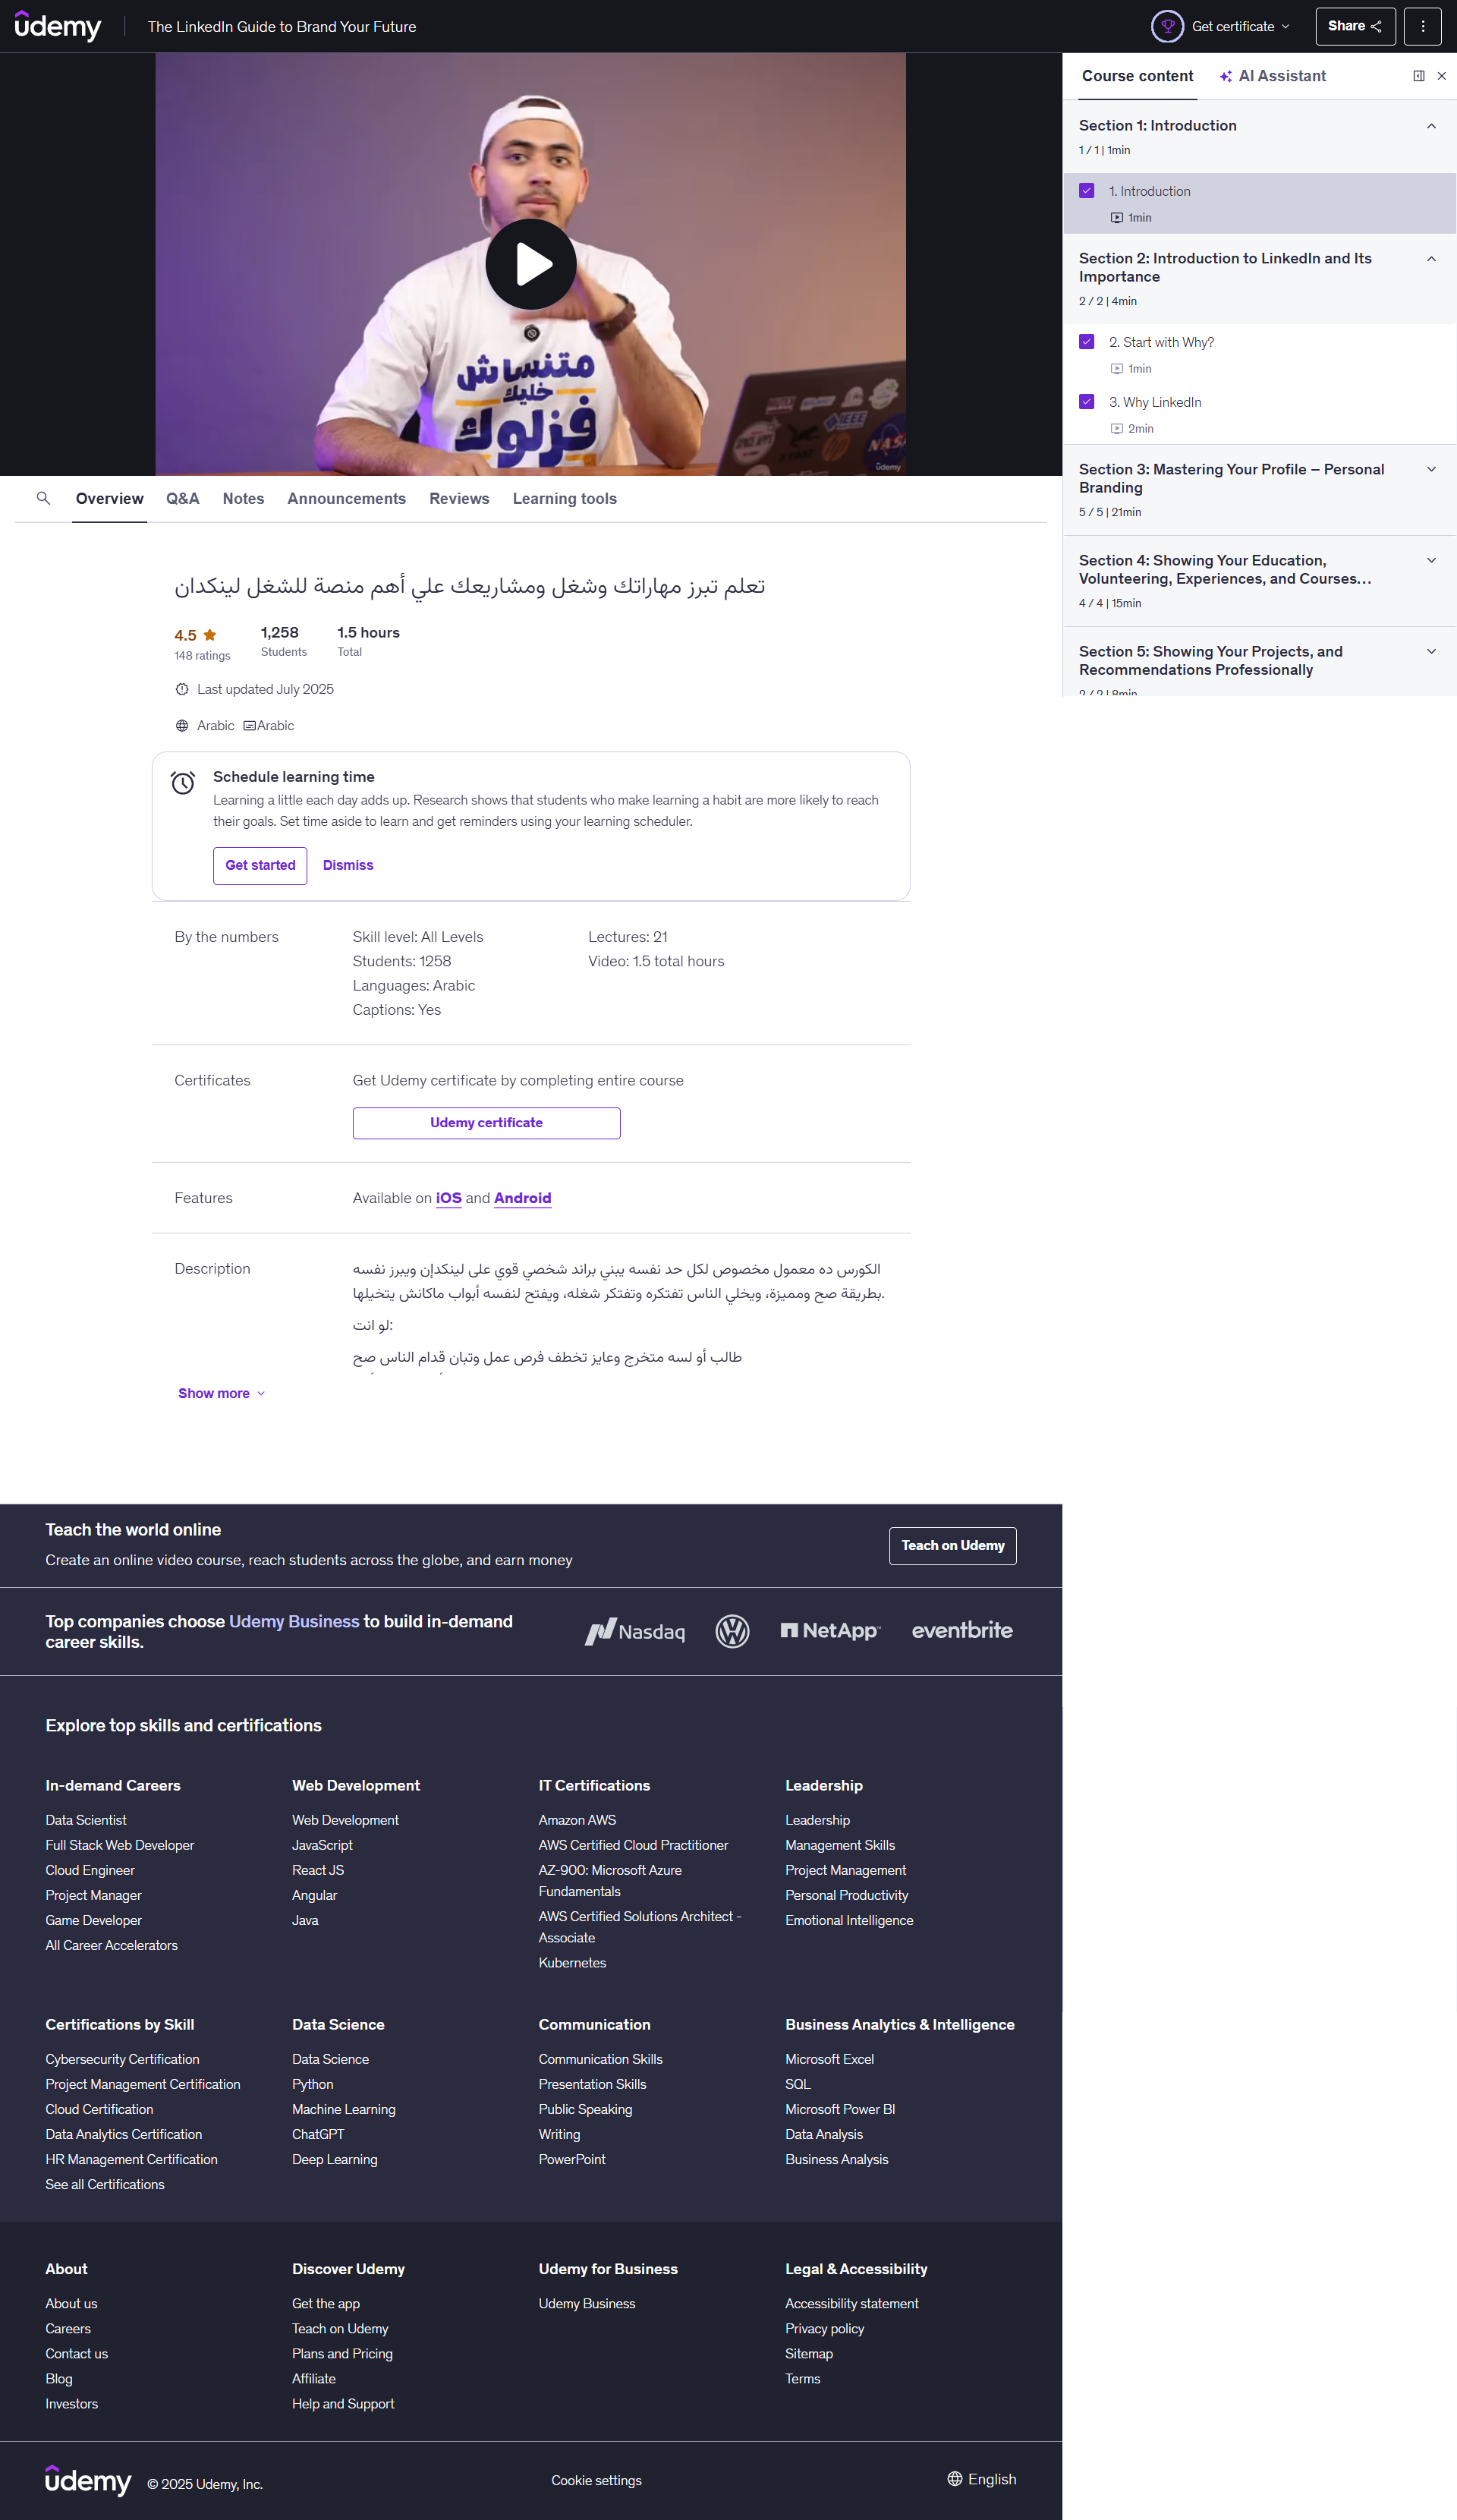 udemy
The LinkedIn Guide to Brand Your Future
Get certificate
Share
متنساش
خليك
فزلوك
IEEE
NASA
udemy
Course content
AI Assistant
Section 1: Introduction
1 / 1 | 1min
1. Introduction
1min
Section 2: Introduction to LinkedIn and Its
Importance
2 / 2 | 4min
2. Start with Why?
1min
3. Why LinkedIn
2min
Section 3: Mastering Your Profile – Personal
Branding
5 / 5 | 21min
Section 4: Showing Your Education,
Volunteering, Experiences, and Courses...
4 / 4 | 15min
Section 5: Showing Your Projects, and
Recommendations Professionally
2 / 2 | 8min
Overview
Q&A
Notes
Announcements
Reviews
Learning tools
تعلم تبرز مهاراتك وشغل ومشاريعك علي أهم منصة للشغل لينكدان
4.5
148 ratings
1,258
Students
1.5 hours
Total
Last updated July 2025
Arabic Arabic
Schedule learning time
Learning a little each day adds up. Research shows that students who make learning a habit are more likely to reach
their goals. Set time aside to learn and get reminders using your learning scheduler.
Get started
Dismiss
By the numbers
Skill level: All Levels
Students: 1258
Languages: Arabic
Captions: Yes
Lectures: 21
Video: 1.5 total hours
Certificates
Get Udemy certificate by completing entire course
Udemy certificate
Features
Available on iOS and Android
Description
الكورس ده معمول مخصوص لكل حد نفسه يبني براند شخصي قوي على لينكدإن ويبرز نفسه
بطريقة صح ومميزة، ويخلي الناس تفتكره وتفتكر شغله، ويفتح لنفسه أبواب ماكانش يتخيلها.
لو انت:
طالب أو لسه متخرج وعايز تخطف فرص عمل وتبان قدام الناس صح
Show more
Teach the world online
Create an online video course, reach students across the globe, and earn money
Teach on Udemy
Top companies choose Udemy Business to build in-demand
career skills.
Nasdaq
NetApp
eventbrite
Explore top skills and certifications
In-demand Careers
Data Scientist
Full Stack Web Developer
Cloud Engineer
Project Manager
Game Developer
All Career Accelerators
Web Development
Web Development
JavaScript
React JS
Angular
Java
IT Certifications
Amazon AWS
AWS Certified Cloud Practitioner
AZ-900: Microsoft Azure
Fundamentals
AWS Certified Solutions Architect -
Associate
Kubernetes
Leadership
Leadership
Management Skills
Project Management
Personal Productivity
Emotional Intelligence
Certifications by Skill
Cybersecurity Certification
Project Management Certification
Cloud Certification
Data Analytics Certification
HR Management Certification
See all Certifications
Data Science
Data Science
Python
Machine Learning
ChatGPT
Deep Learning
Communication
Communication Skills
Presentation Skills
Public Speaking
Writing
PowerPoint
Business Analytics & Intelligence
Microsoft Excel
SQL
Microsoft Power BI
Data Analysis
Business Analysis
About
About us
Careers
Contact us
Blog
Investors
Discover Udemy
Get the app
Teach on Udemy
Plans and Pricing
Affiliate
Help and Support
Udemy for Business
Udemy Business
Legal & Accessibility
Accessibility statement
Privacy policy
Sitemap
Terms
udemy
© 2025 Udemy, Inc.
Cookie settings
English